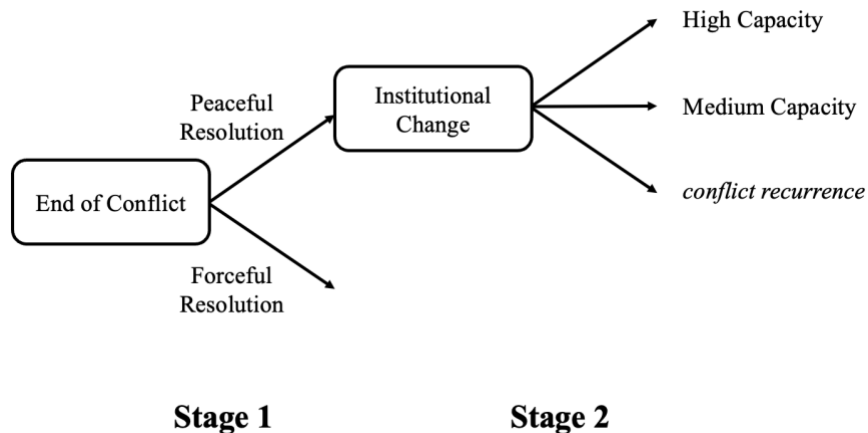 High Capacity
Peaceful
Resolution
Institutional
Change
Medium Capacity
End of Conflict
conflict recurrence
Forceful
Resolution
Stage 1
Stage 2